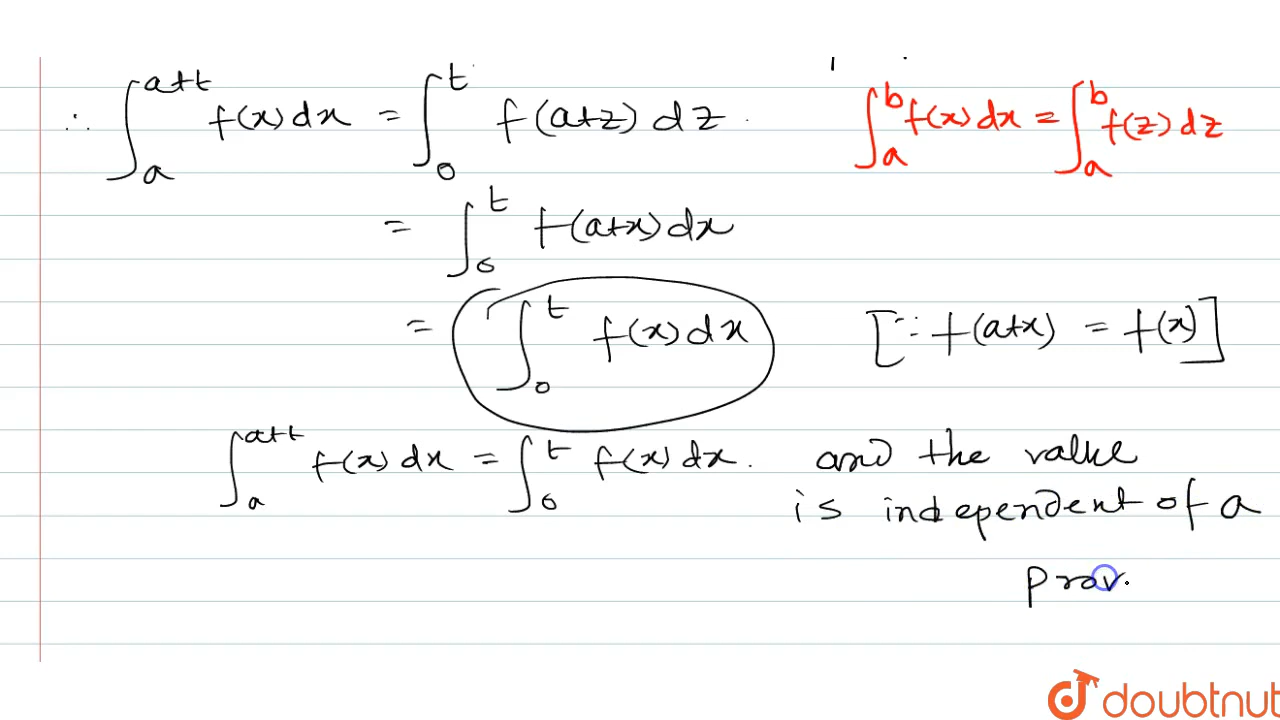 ∴ ∫_a^{a+t} f(x) dx = ∫_0^t f(a+z) dz.
∫_a^b f(x) dx = ∫_a^b f(z) dz
= ∫_0^t f(a+x) dx
= ∫_0^t f(x) dx [∵ f(a+x) = f(x)]
∫_a^{a+t} f(x) dx = ∫_0^t f(x) dx. and the value
is independent of a
prov.
doubtnut